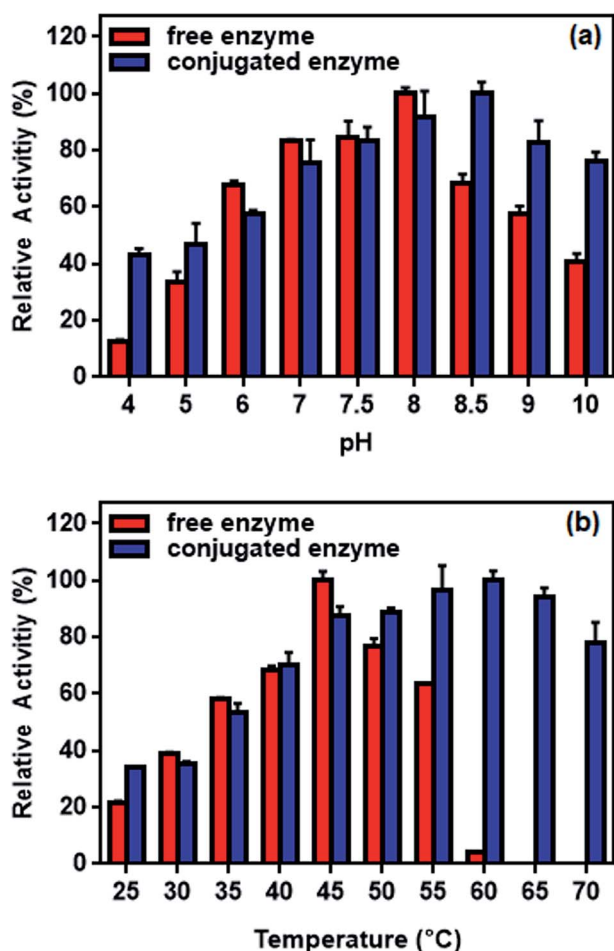 (a)
free enzyme
conjugated enzyme
Relative Activitiy (%)
120
100
80
60
40
20
0
4 5 6 7 7.5 8 8.5 9 10
pH
(b)
free enzyme
conjugated enzyme
Relative Activitiy (%)
120
100
80
60
40
20
0
25 30 35 40 45 50 55 60 65 70
Temperature (°C)